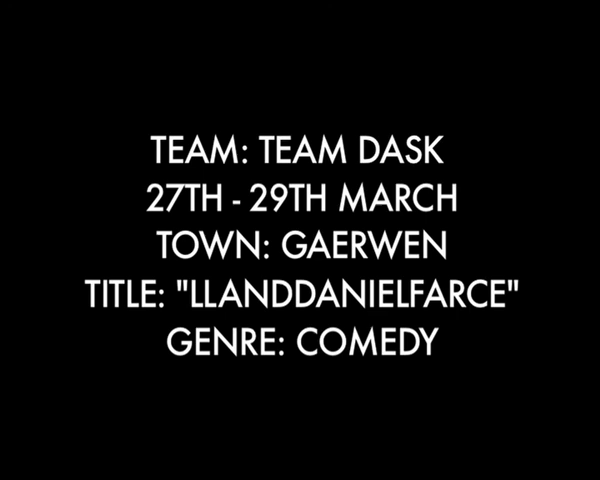 TEAM: TEAM DASK
27TH - 29TH MARCH
TOWN: GAERWEN
TITLE: "LLANDDANIELFARCE"
GENRE: COMEDY